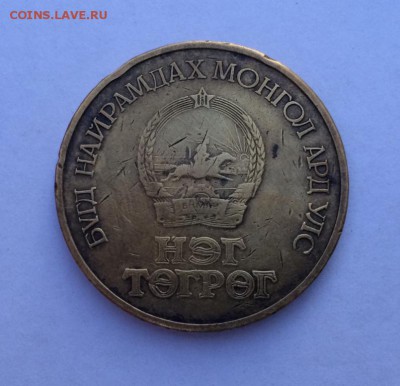 COINS.LAVE.RU
БҮГД НАЙРАМДАХ МОНГОЛ АРД УЛС
НЭГ
ТӨГРӨГ